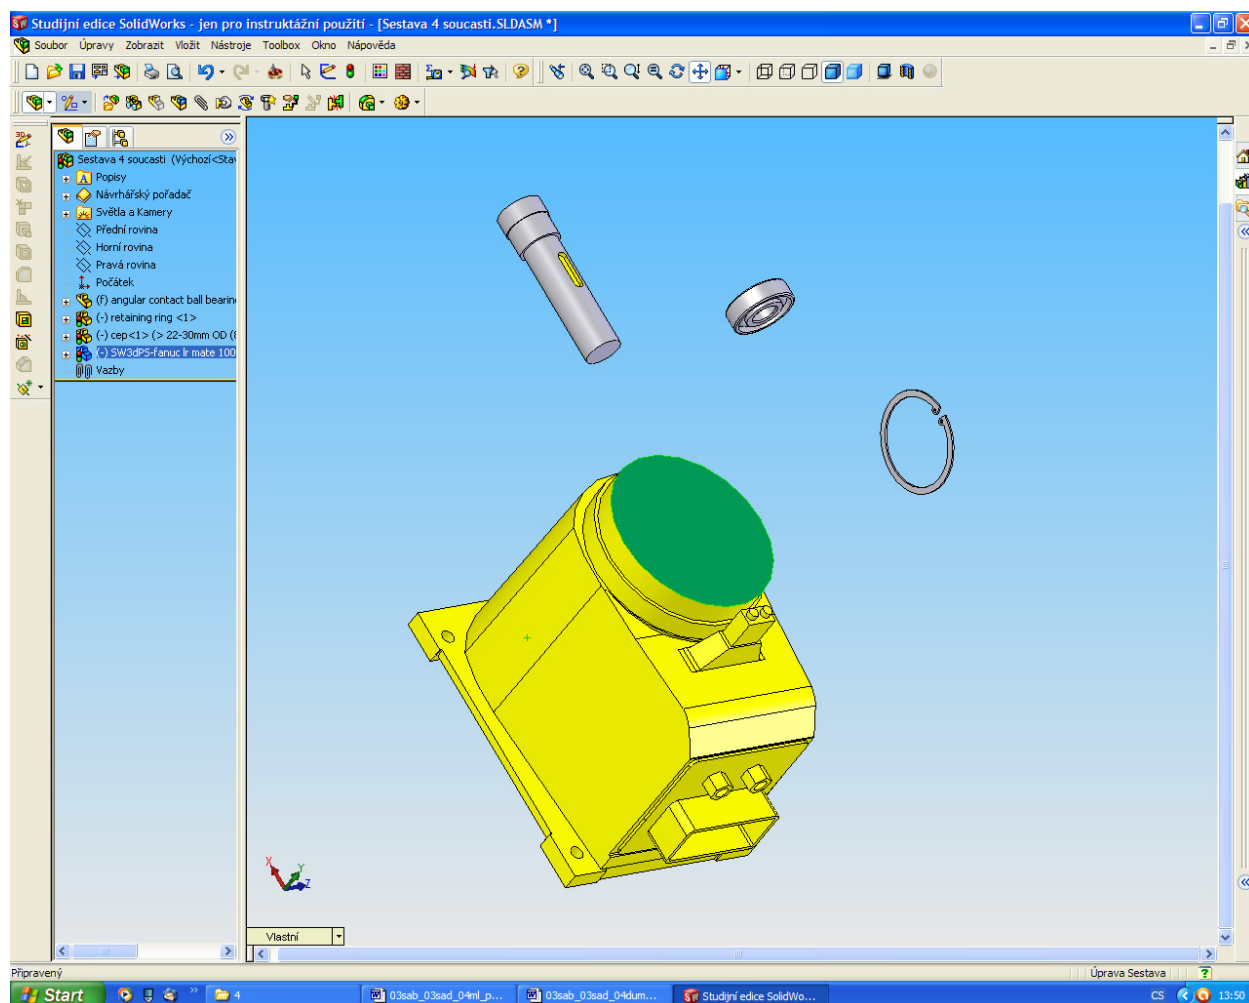 Studijní edice SolidWorks - jen pro instruktážní použití - [Sestava 4 soucasti.SLDASM *]
Soubor Úpravy Zobrazit Vložit Nástroje Toolbox Okno Nápověda
Sestava 4 soucasti (Výchozí<Stav
Popisy
Návrhářský pořadač
Světla a Kamery
Přední rovina
Horní rovina
Pravá rovina
Počátek
(f) angular contact ball bearin
(-) retaining ring <1>
(-) cep<1> (> 22-30mm OD (8
(-) SW3dPS-fanuc lr mate 100
Vazby
X Y Z
Vlastní
Připravený
Úprava Sestava
Start
4
03sab_03sad_04ml_p...
03sab_03sad_04dum...
Studijní edice SolidWo...
CS
13:50